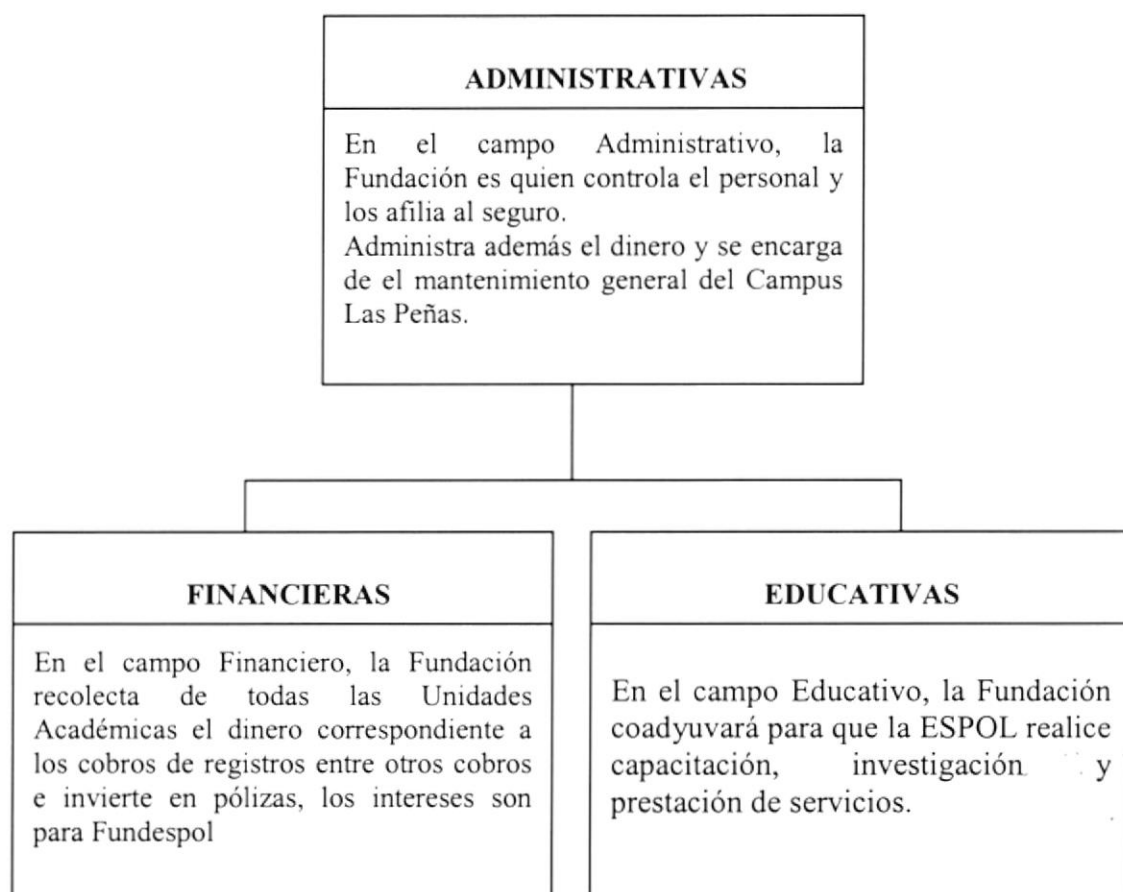 ADMINISTRATIVAS
En el campo Administrativo, la
Fundación es quien controla el personal y
los afilia al seguro.
Administra además el dinero y se encarga
de el mantenimiento general del Campus
Las Peñas.
FINANCIERAS
En el campo Financiero, la Fundación
recolecta de todas las Unidades
Académicas el dinero correspondiente a
los cobros de registros entre otros cobros
e invierte en pólizas, los intereses son
para Fundespol
EDUCATIVAS
En el campo Educativo, la Fundación
coadyuvará para que la ESPOL realice
capacitación, investigación y
prestación de servicios.